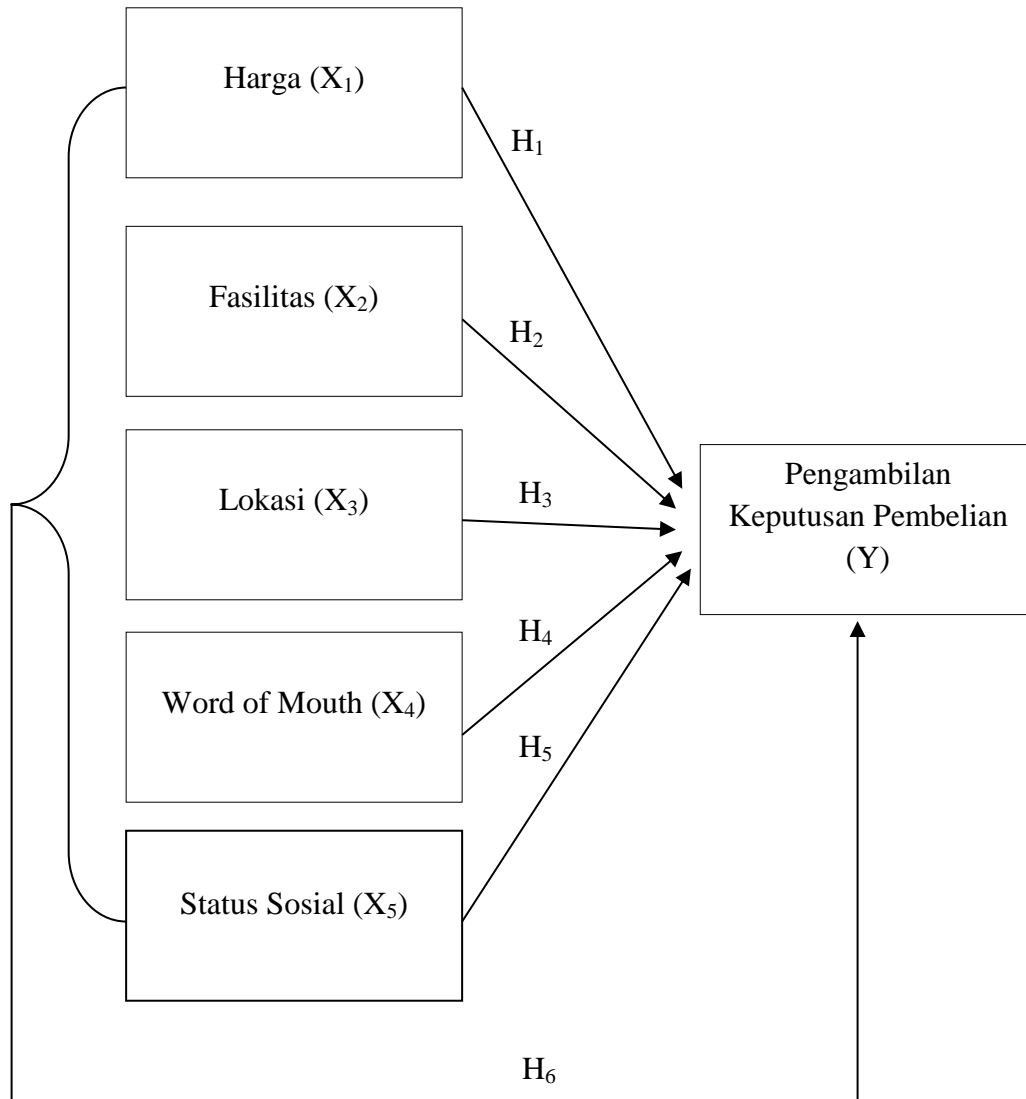 Harga (X₁)
H₁
Fasilitas (X₂)
H₂
Lokasi (X₃)
H₃
Pengambilan
Keputusan Pembelian
(Y)
Word of Mouth (X₄)
H₄
H₅
Status Sosial (X₅)
H₆